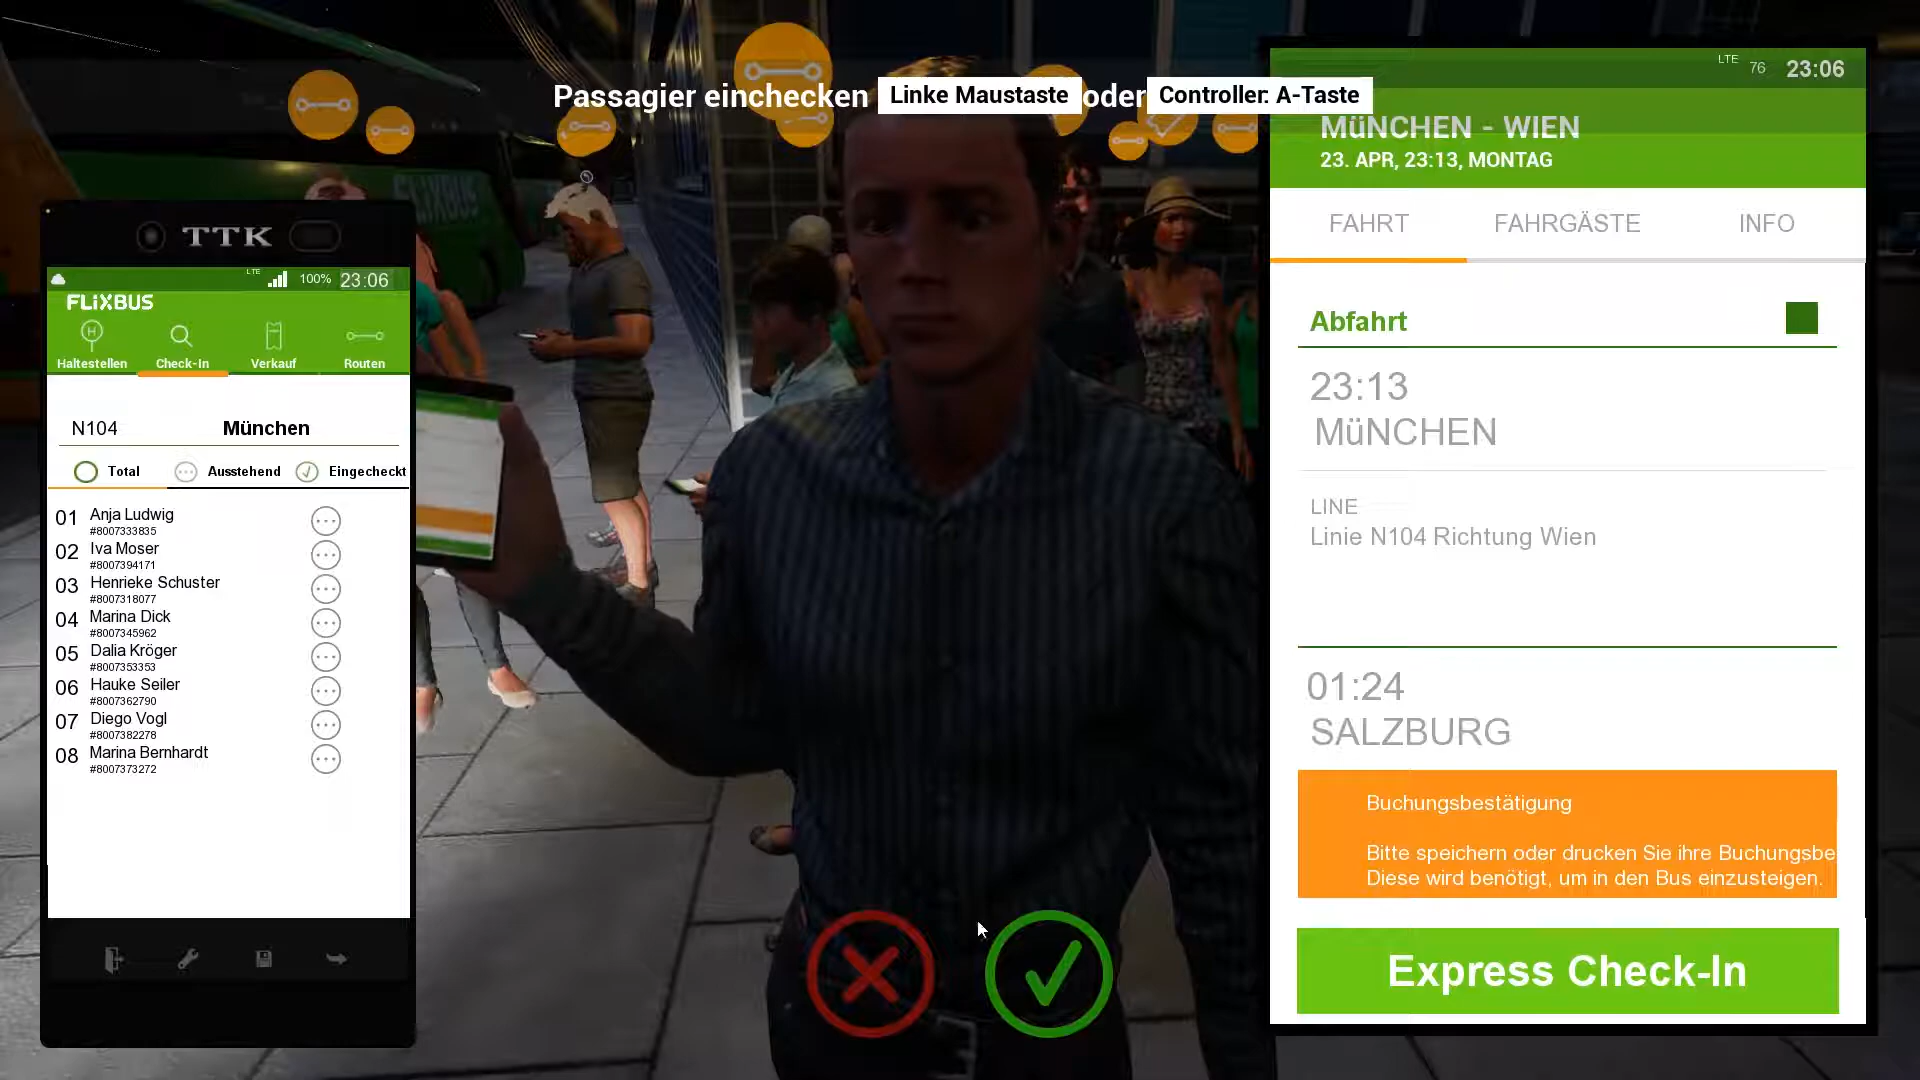 Passagier einchecken Linke Maustaste oder Controller: A-Taste
TTK
LTE 100% 23:06
FLiXBUS
Haltestellen Check-In Verkauf Routen
N104 München
Total Ausstehend Eingecheckt
01 Anja Ludwig
#8007333835
02 Iva Moser
#8007394171
03 Henrieke Schuster
#8007318077
04 Marina Dick
#8007345962
05 Dalia Kröger
#8007353353
06 Hauke Seiler
#8007362790
07 Diego Vogl
#8007382278
08 Marina Bernhardt
#8007373272
FLiXBUS
LTE 76 23:06
MüNCHEN - WIEN
23. APR, 23:13, MONTAG
FAHRT FAHRGÄSTE INFO
Abfahrt
23:13
MüNCHEN
LINE
Linie N104 Richtung Wien
01:24
SALZBURG
Buchungsbestätigung
Bitte speichern oder drucken Sie ihre Buchungsbe
Diese wird benötigt, um in den Bus einzusteigen.
Express Check-In